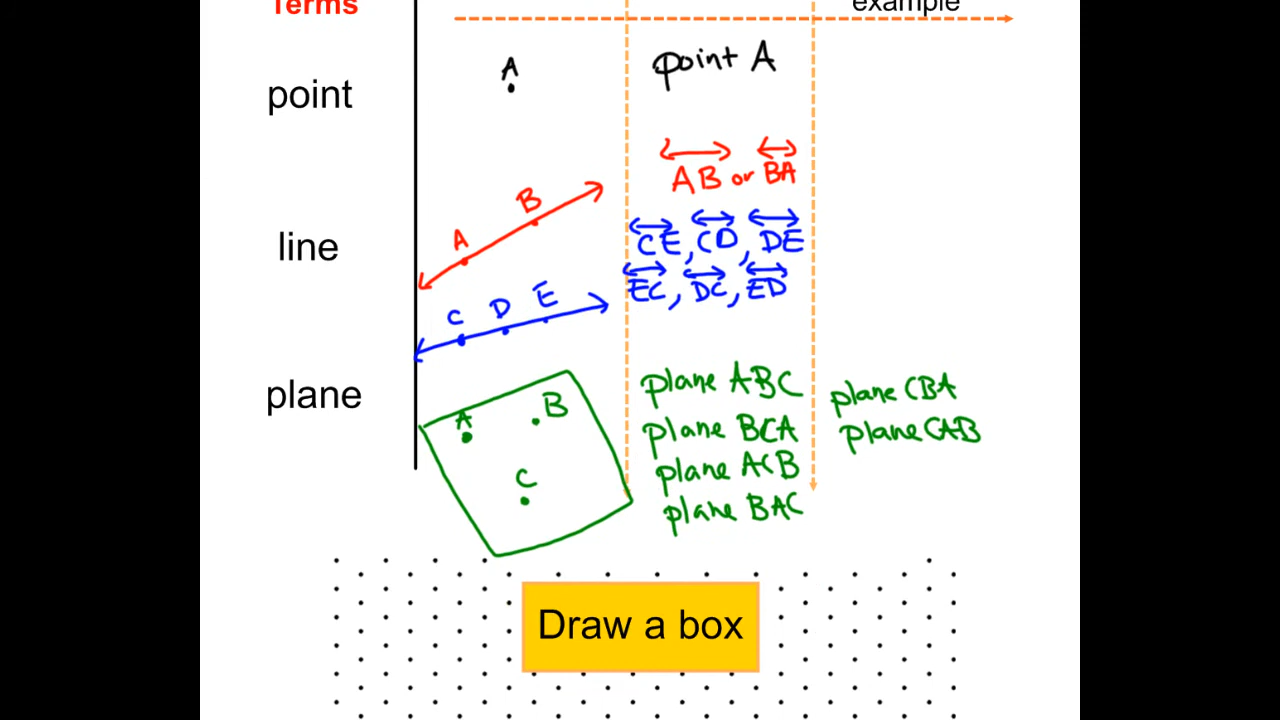 Terms
example
point
A
point A
line
A B
AB or BA
C D E
CE, CD, DE
EC, DC, ED
plane
A B
C
plane ABC
plane BCA
plane ACB
plane BAC
plane CBA
plane CAB
Draw a box